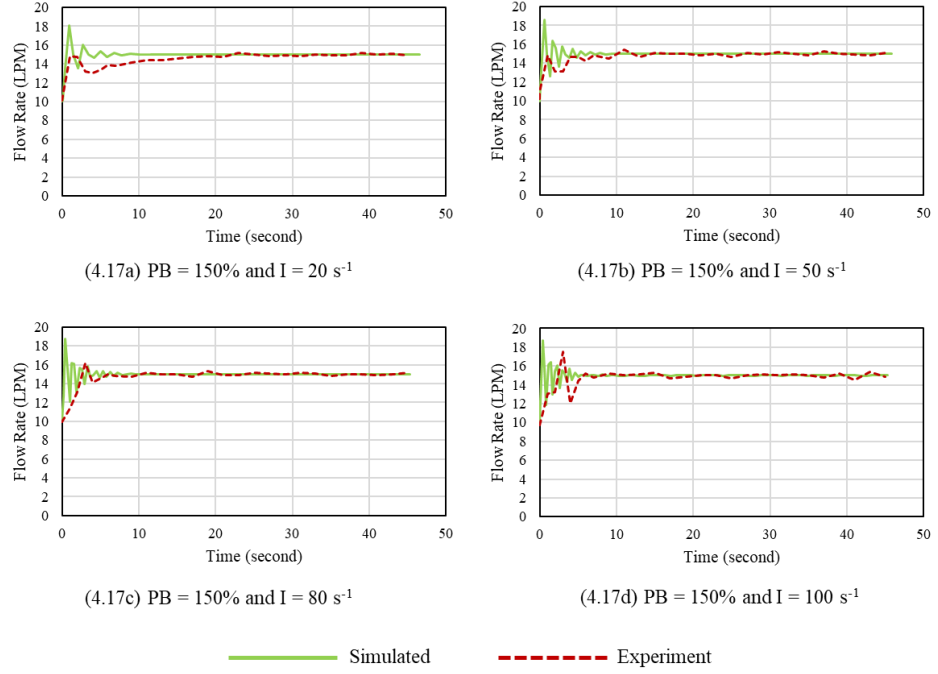 Flow Rate (LPM)
20
18
16
14
12
10
8
6
4
2
0
0 10 20 30 40 50
Time (second)
(4.17a) PB = 150% and I = 20 s-1
Flow Rate (LPM)
20
18
16
14
12
10
8
6
4
2
0
0 10 20 30 40 50
Time (second)
(4.17b) PB = 150% and I = 50 s-1
Flow Rate (LPM)
20
18
16
14
12
10
8
6
4
2
0
0 10 20 30 40 50
Time (second)
(4.17c) PB = 150% and I = 80 s-1
Flow Rate (LPM)
20
18
16
14
12
10
8
6
4
2
0
0 10 20 30 40 50
Time (second)
(4.17d) PB = 150% and I = 100 s-1
Simulated Experiment